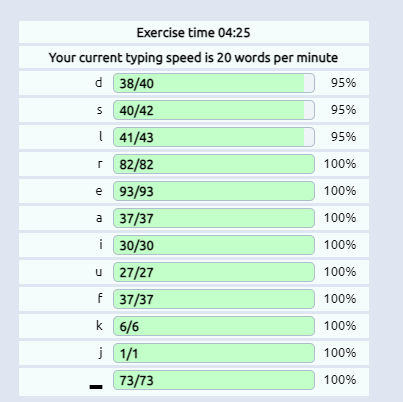 Exercise time 04:25
Your current typing speed is 20 words per minute
d 38/40 95%
s 40/42 95%
l 41/43 95%
r 82/82 100%
e 93/93 100%
a 37/37 100%
i 30/30 100%
u 27/27 100%
f 37/37 100%
k 6/6 100%
j 1/1 100%
_ 73/73 100%